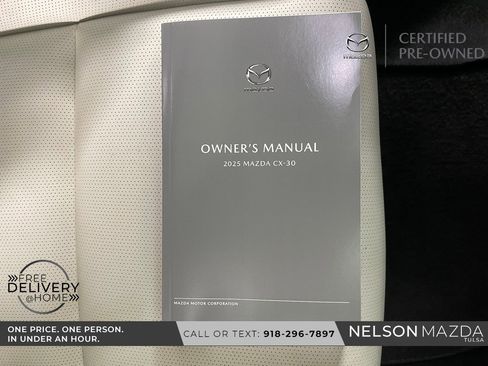 CERTIFIED
PRE-OWNED
mazda
mazda
OWNER'S MANUAL
2025 MAZDA CX-30
FREE
DELIVERY
@HOME
MAZDA MOTOR CORPORATION
ONE PRICE. ONE PERSON.
IN UNDER AN HOUR.
CALL OR TEXT: 918-296-7897
NELSON MAZDA
TULSA